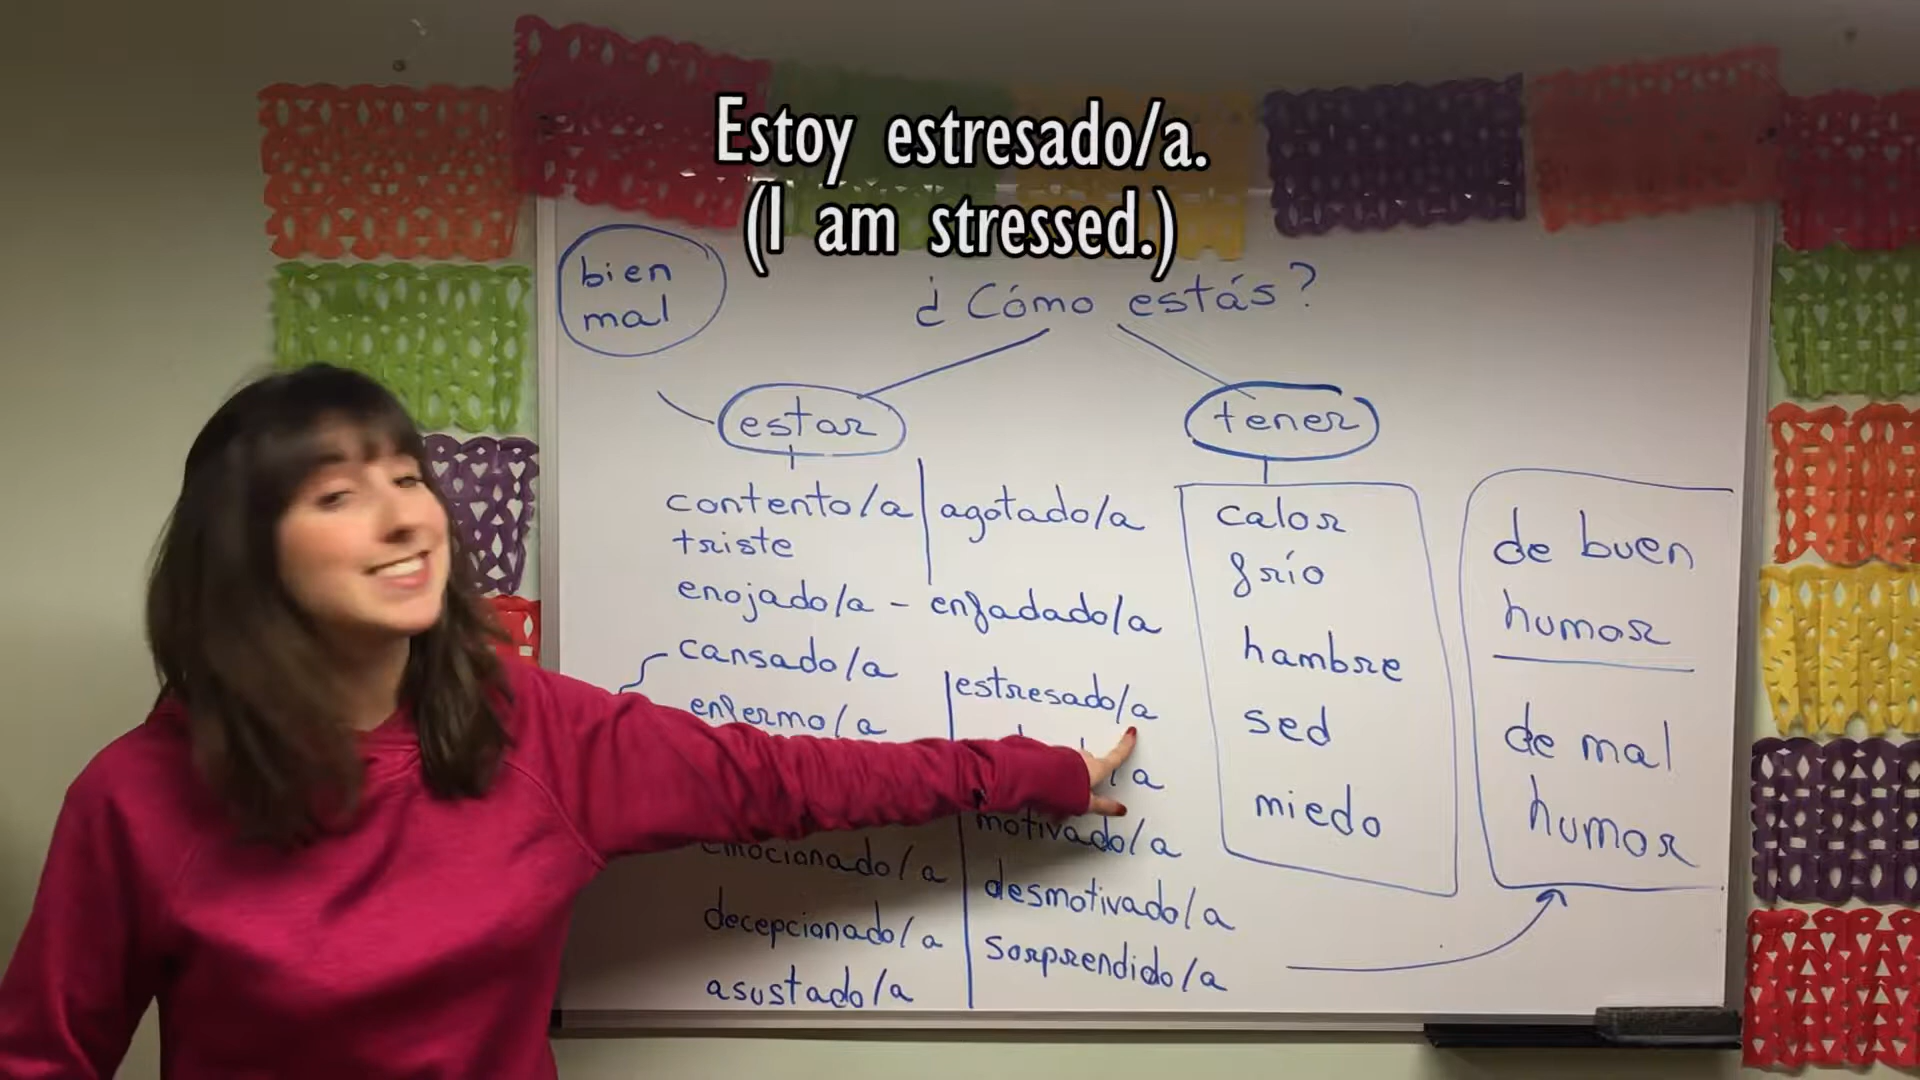 Estoy estresado/a.
(I am stressed.)
bien
mal
¿Cómo estás?
estar
tener
contento/a
agotado/a
triste
enojado/a - enfadado/a
cansado/a
estresado/a
enfermo/a
motivado/a
emocionado/a
desmotivado/a
decepcionado/a
sorprendido/a
asustado/a
calor
frío
hambre
sed
miedo
de buen
humor
de mal
humor